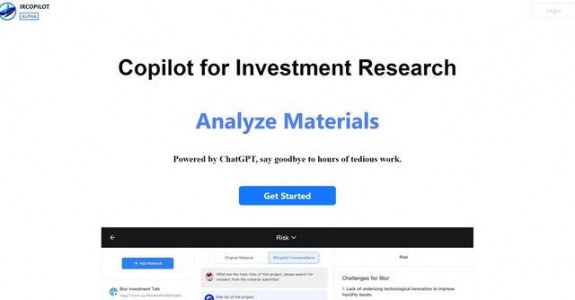 IRCOPILOT
ALPHA
Login
Copilot for Investment Research
Analyze Materials
Powered by ChatGPT, say goodbye to hours of tedious work.
Get Started
Risk
+ Add Material
Original Material
IRCopilot Conversations
Risk
What are the main risks of this project, please search for
answers from the material
Blur Investment Talk
Risk list of the project
Challenges for Blur
1. Lack of underlying technological innovation to improve
liquidity issues.